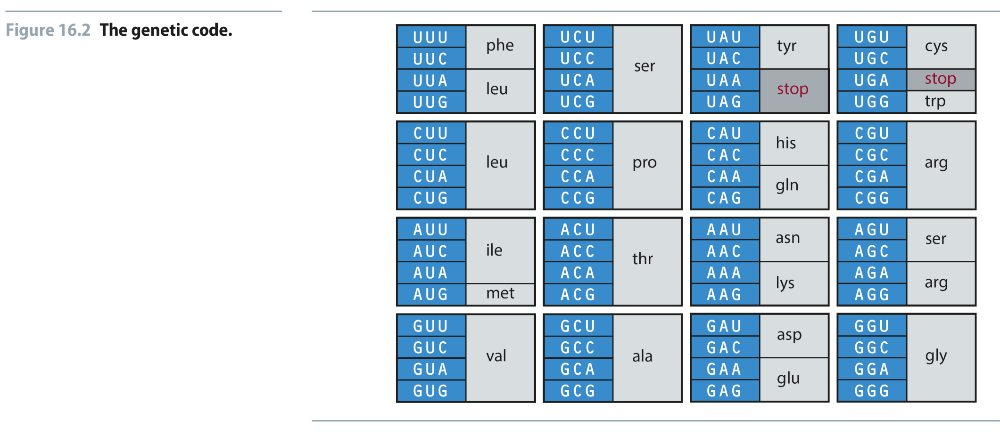 Figure 16.2 The genetic code.
UUU phe
UUC
UUA leu
UUG
UCU ser
UCC
UCA
UCG
UAU tyr
UAC
UAA stop
UAG
UGU cys
UGC
UGA stop
UGG trp
CUU leu
CUC
CUA
CUG
CCU pro
CCC
CCA
CCG
CAU his
CAC
CAA gln
CAG
CGU arg
CGC
CGA
CGG
AUU ile
AUC
AUA
AUG met
ACU thr
ACC
ACA
ACG
AAU asn
AAC
AAA lys
AAG
AGU ser
AGC
AGA arg
AGG
GUU val
GUC
GUA
GUG
GCU ala
GCC
GCA
GCG
GAU asp
GAC
GAA glu
GAG
GGU gly
GGC
GGA
GGG